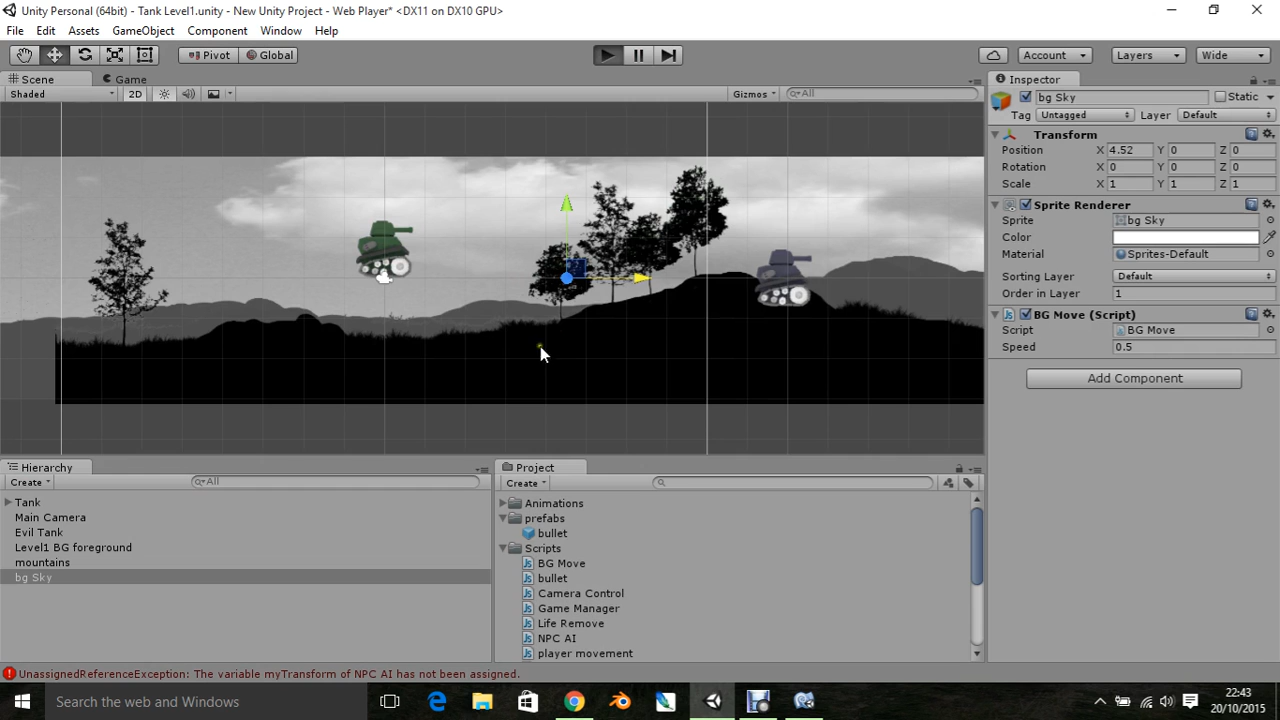 Unity Personal (64bit) - Tank Level1.unity - New Unity Project - Web Player* <DX11 on DX10 GPU>
File Edit Assets GameObject Component Window Help
Pivot Global Account Layers Wide
Scene Game
Shaded 2D Gizmos All
Inspector
bg Sky Static
Tag Untagged Layer Default
Transform
Position X 4.52 Y 0 Z 0
Rotation X 0 Y 0 Z 0
Scale X 1 Y 1 Z 1
Sprite Renderer
Sprite bg Sky
Color
Material Sprites-Default
Sorting Layer Default
Order in Layer 1
BG Move (Script)
Script BG Move
Speed 0.5
Add Component
Hierarchy
Create All
Tank
Main Camera
Evil Tank
Level1 BG foreground
mountains
bg Sky
Project
Create
Animations
prefabs
bullet
Scripts
BG Move
bullet
Camera Control
Game Manager
Life Remove
NPC AI
player movement
UnassignedReferenceException: The variable myTransform of NPC AI has not been assigned.
Search the web and Windows
22:43
20/10/2015